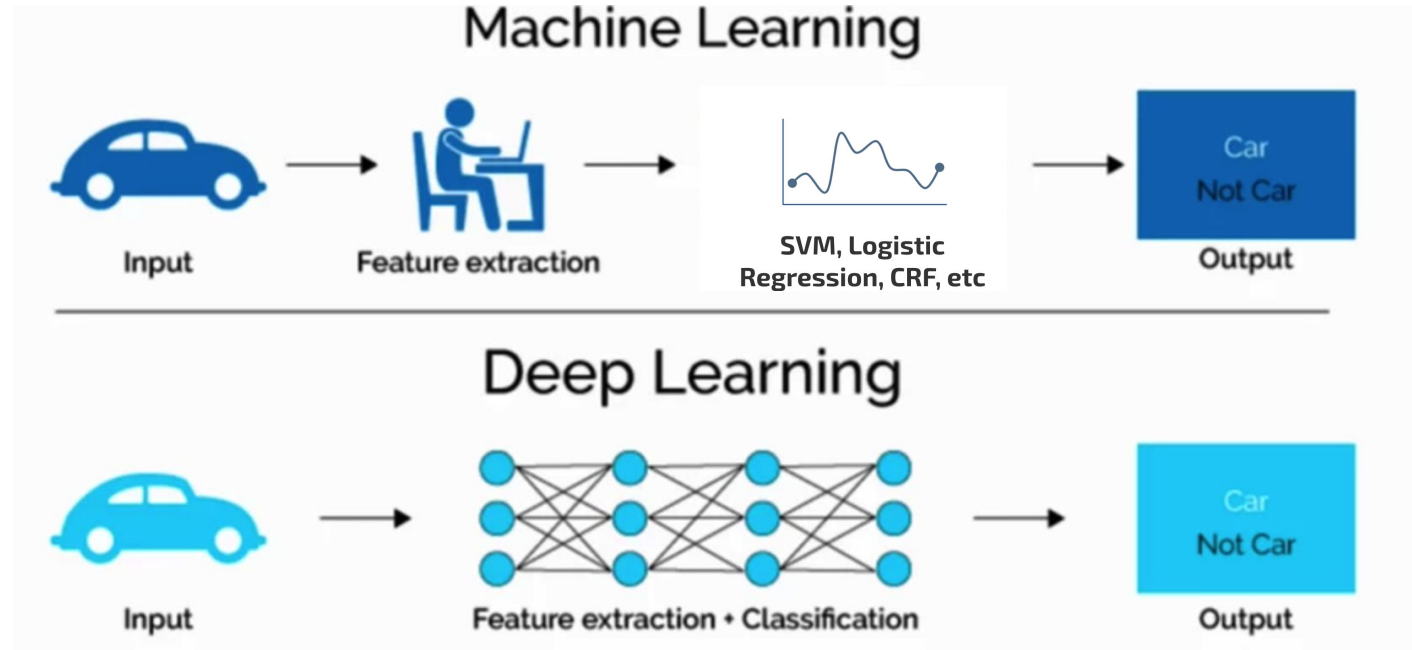 Machine Learning
Input
Feature extraction
SVM, Logistic
Regression, CRF, etc
Car
Not Car
Output
Deep Learning
Input
Feature extraction + Classification
Car
Not Car
Output